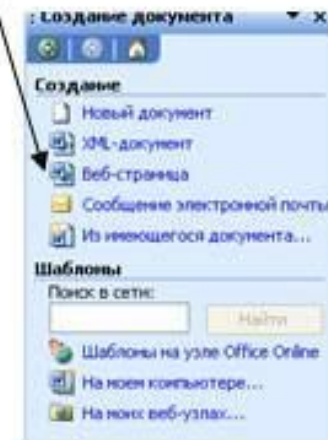 Создание документа
Создание
Новый документ
XML-документ
Веб-страница
Сообщение электронной почты
Из имеющегося документа...
Шаблоны
Поиск в сети:
Найти
Шаблоны на узле Office Online
На моем компьютере...
На моих веб-узлах...